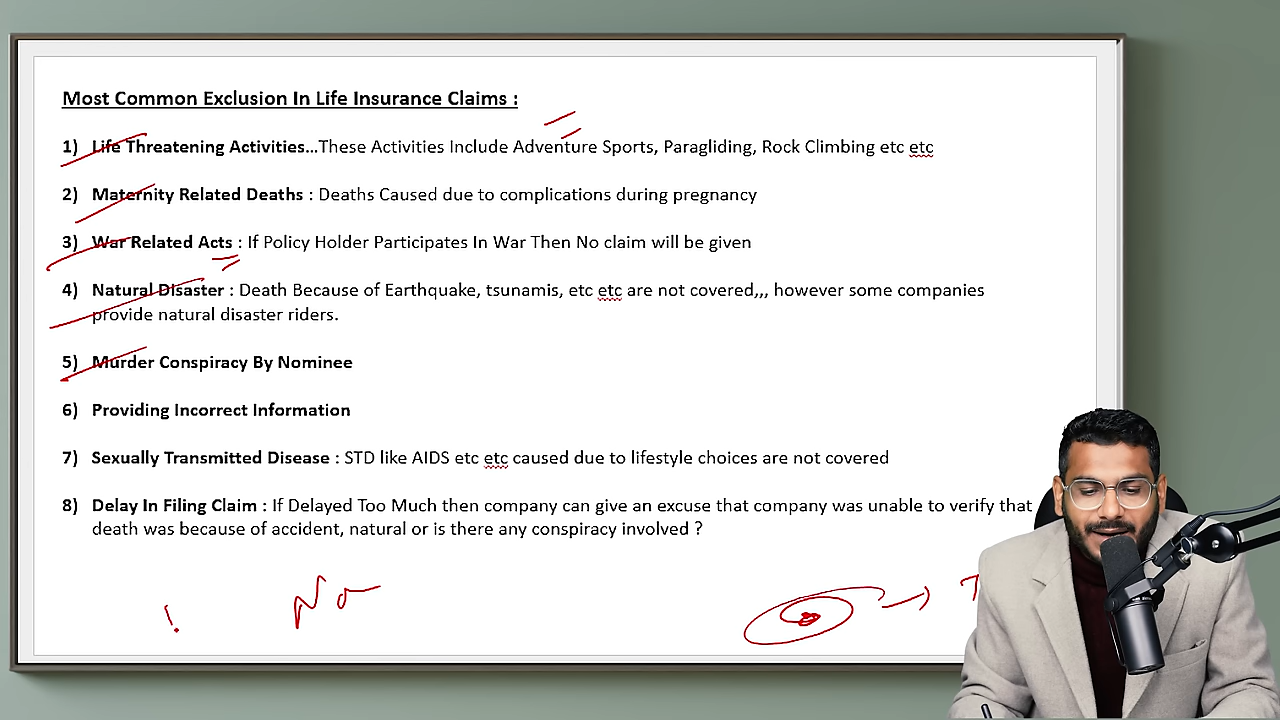 Most Common Exclusion In Life Insurance Claims :
1) Life Threatening Activities...These Activities Include Adventure Sports, Paragliding, Rock Climbing etc etc
2) Maternity Related Deaths : Deaths Caused due to complications during pregnancy
3) War Related Acts : If Policy Holder Participates In War Then No claim will be given
4) Natural Disaster : Death Because of Earthquake, tsunamis, etc etc are not covered,,, however some companies
provide natural disaster riders.
5) Murder Conspiracy By Nominee
6) Providing Incorrect Information
7) Sexually Transmitted Disease : STD like AIDS etc etc caused due to lifestyle choices are not covered
8) Delay In Filing Claim : If Delayed Too Much then company can give an excuse that company was unable to verify that
death was because of accident, natural or is there any conspiracy involved ?